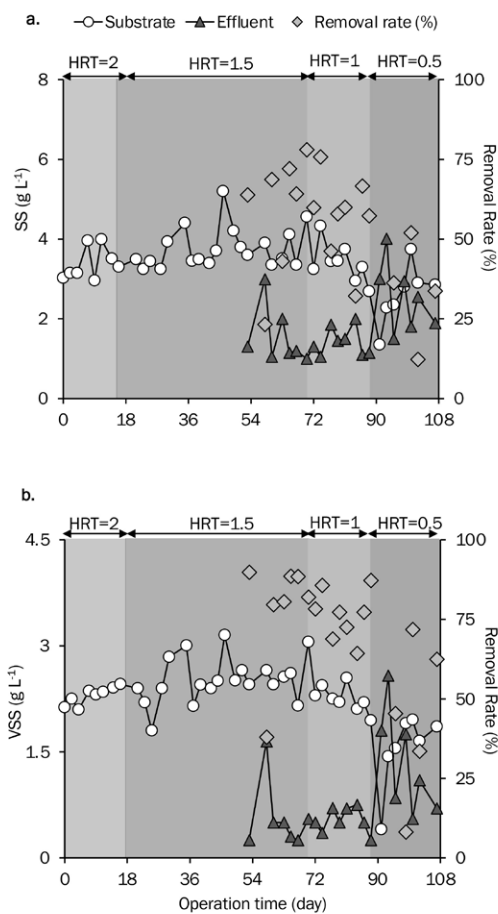 a.
Substrate Effluent Removal rate (%)
HRT=2 HRT=1.5 HRT=1 HRT=0.5
8 100
6 75
4 50
2 25
0 0
SS (g L⁻¹)
Removal Rate (%)
0 18 36 54 72 90 108
b.
HRT=2 HRT=1.5 HRT=1 HRT=0.5
4.5 100
75
3
50
1.5
25
0 0
VSS (g L⁻¹)
Removal Rate (%)
0 18 36 54 72 90 108
Operation time (day)